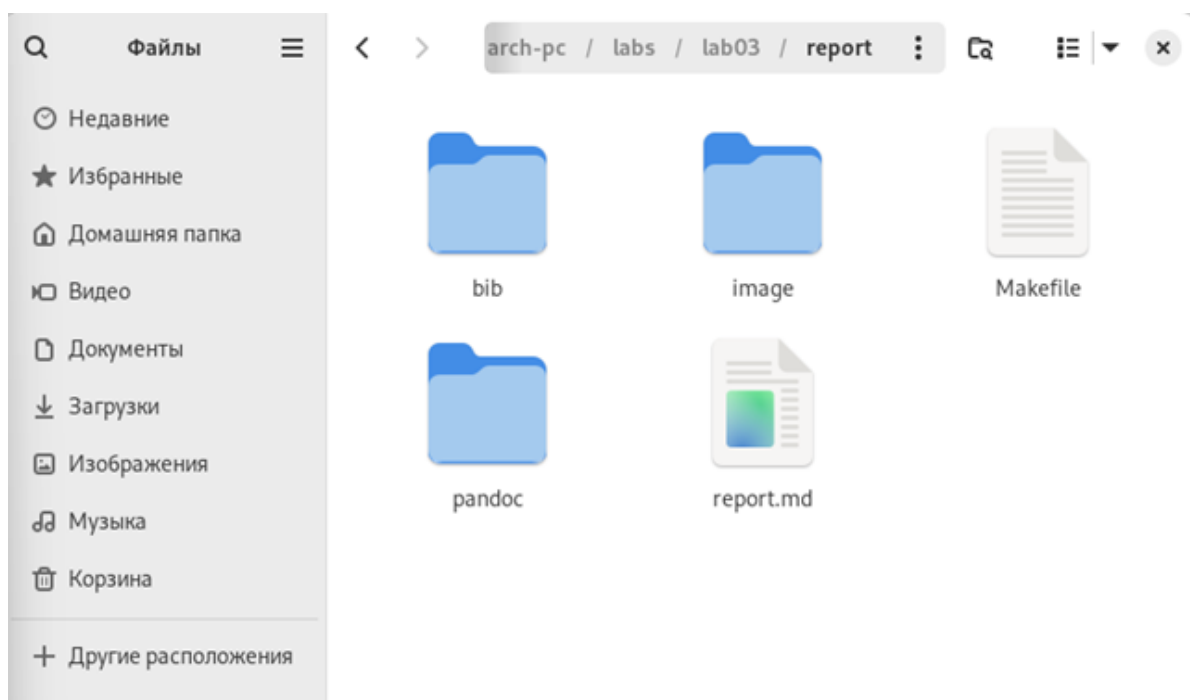 Файлы
arch-pc / labs / lab03 / report
Недавние
Избранные
Домашняя папка
Видео
Документы
Загрузки
Изображения
Музыка
Корзина
Другие расположения
bib
image
Makefile
pandoc
report.md